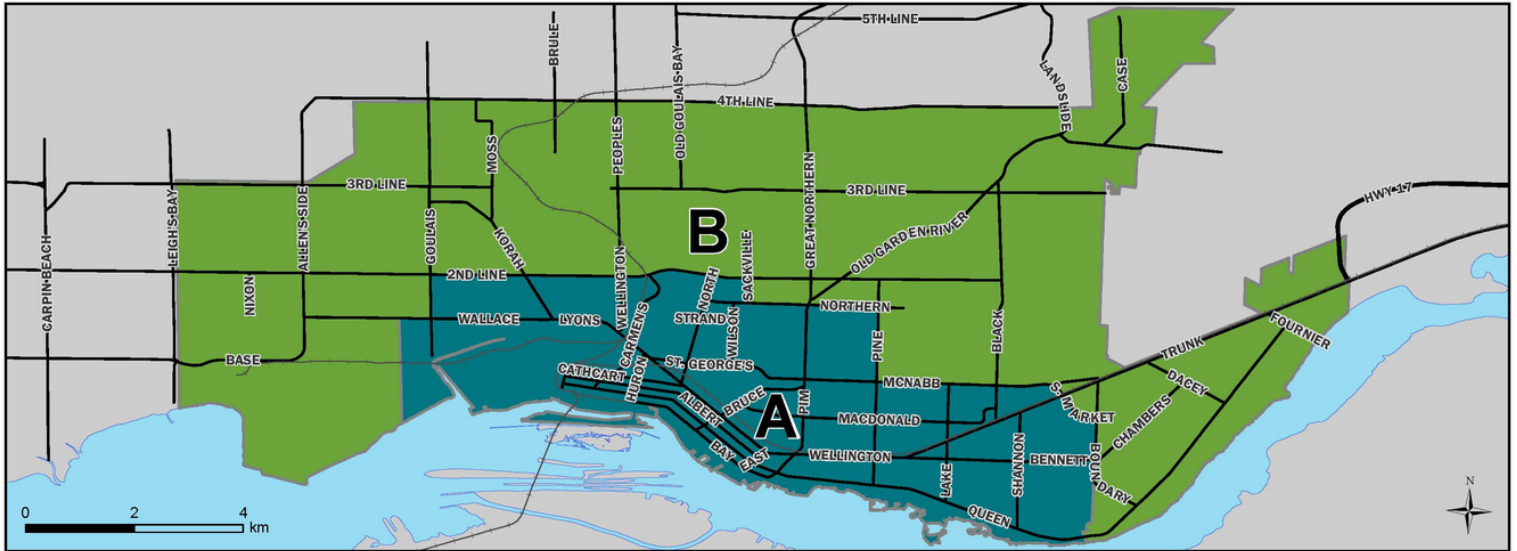 5TH LINE
BRULE
OLD GOULAIS BAY
LANDSLIDE
CASE
4TH LINE
PEOPLES
MOSS
3RD LINE
3RD LINE
HWY 17
CARPIN BEACH
LEIGH'S BAY
ALLEN'S SIDE
GOULAIS
KORAH
GREAT NORTHERN
OLD GARDEN RIVER
B
SACKVILLE
2ND LINE
NIXON
WELLINGTON
NORTH
NORTHERN
WALLACE
LYONS
CARMEN'S
STRAND
WILSON
PINE
BLACK
TRUNK
FOURNIER
BASE
ST. GEORGE'S
CATHCART
HURON
MCNABB
DACEY
S. MARKET
ALBERT
BRUCE
PIM
A
MACDONALD
CHAMBERS
BAY
EAST
WELLINGTON
LAKE
SHANNON
BENNETT
BOUNDARY
QUEEN
N
0 2 4
km